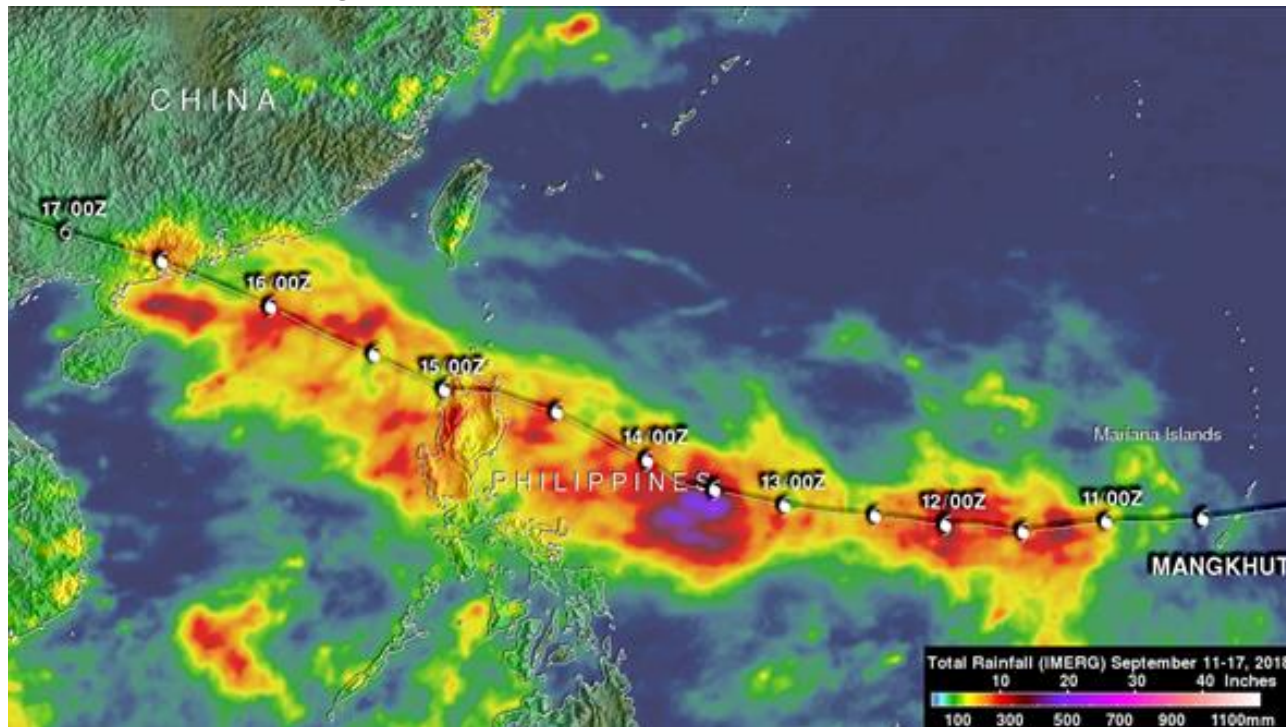 CHINA
17/00Z
16/00Z
15/00Z
14/00Z
PHILIPPINES
13/00Z
Mariana Islands
12/00Z
11/00Z
MANGKHUT
Total Rainfall (IMERG) September 11-17, 2018
10 20 30 40 Inches
100 300 500 700 900 1100mm